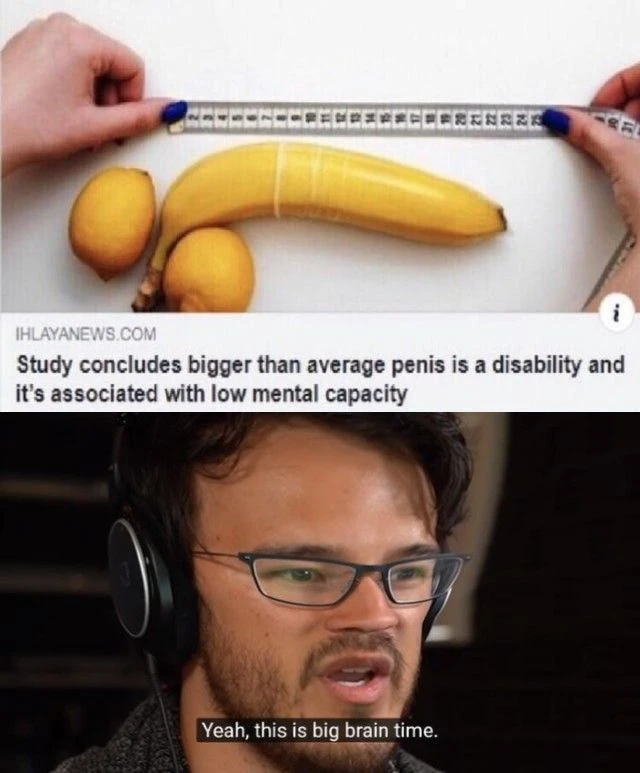 IHLAYANEWS.COM
Study concludes bigger than average penis is a disability and
it's associated with low mental capacity
Yeah, this is big brain time.